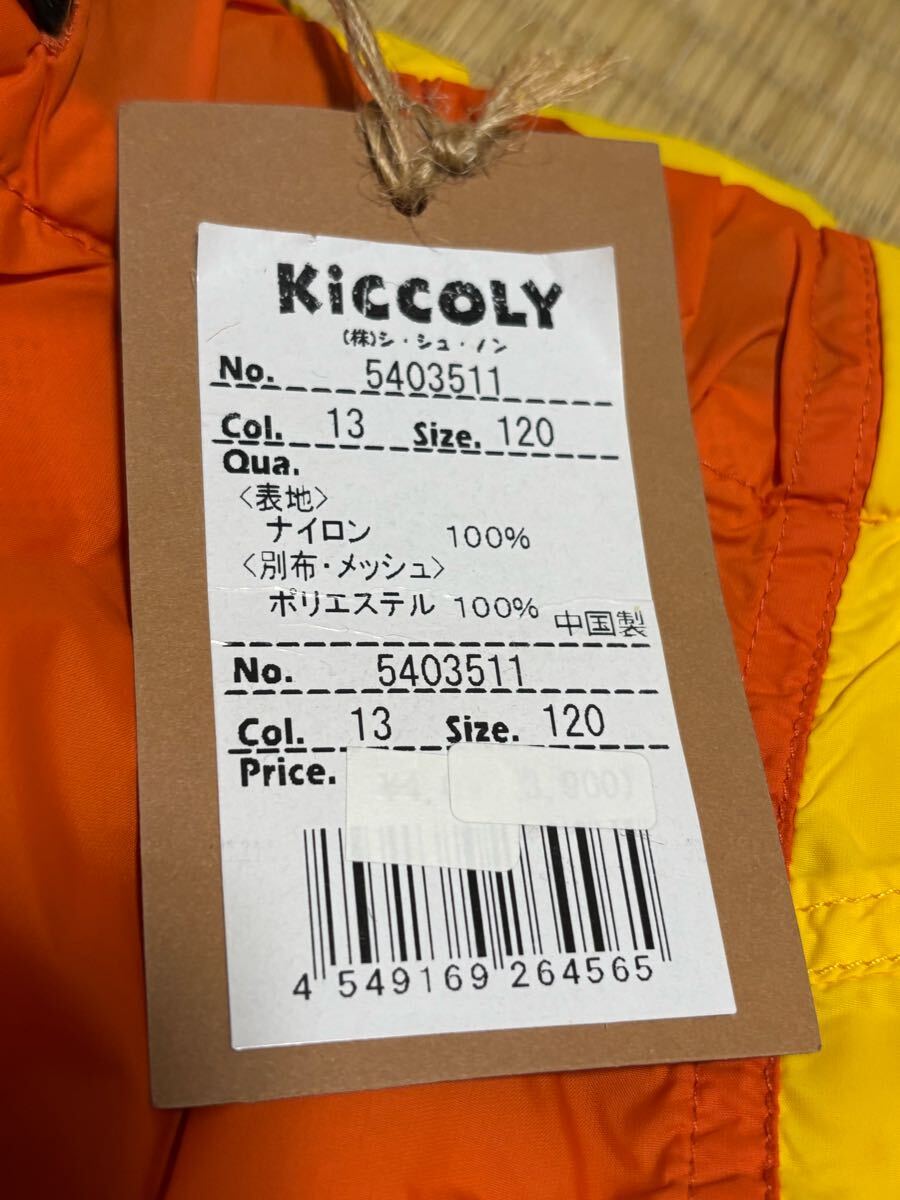 KiCCOLY
(株)シ・シュ・ノン
No. 5403511
Col. 13 Size. 120
Qua.
〈表地〉
ナイロン 100%
〈別布・メッシュ〉
ポリエステル 100%
中国製
No. 5403511
Col. 13 Size. 120
Price.
4 549169 264565